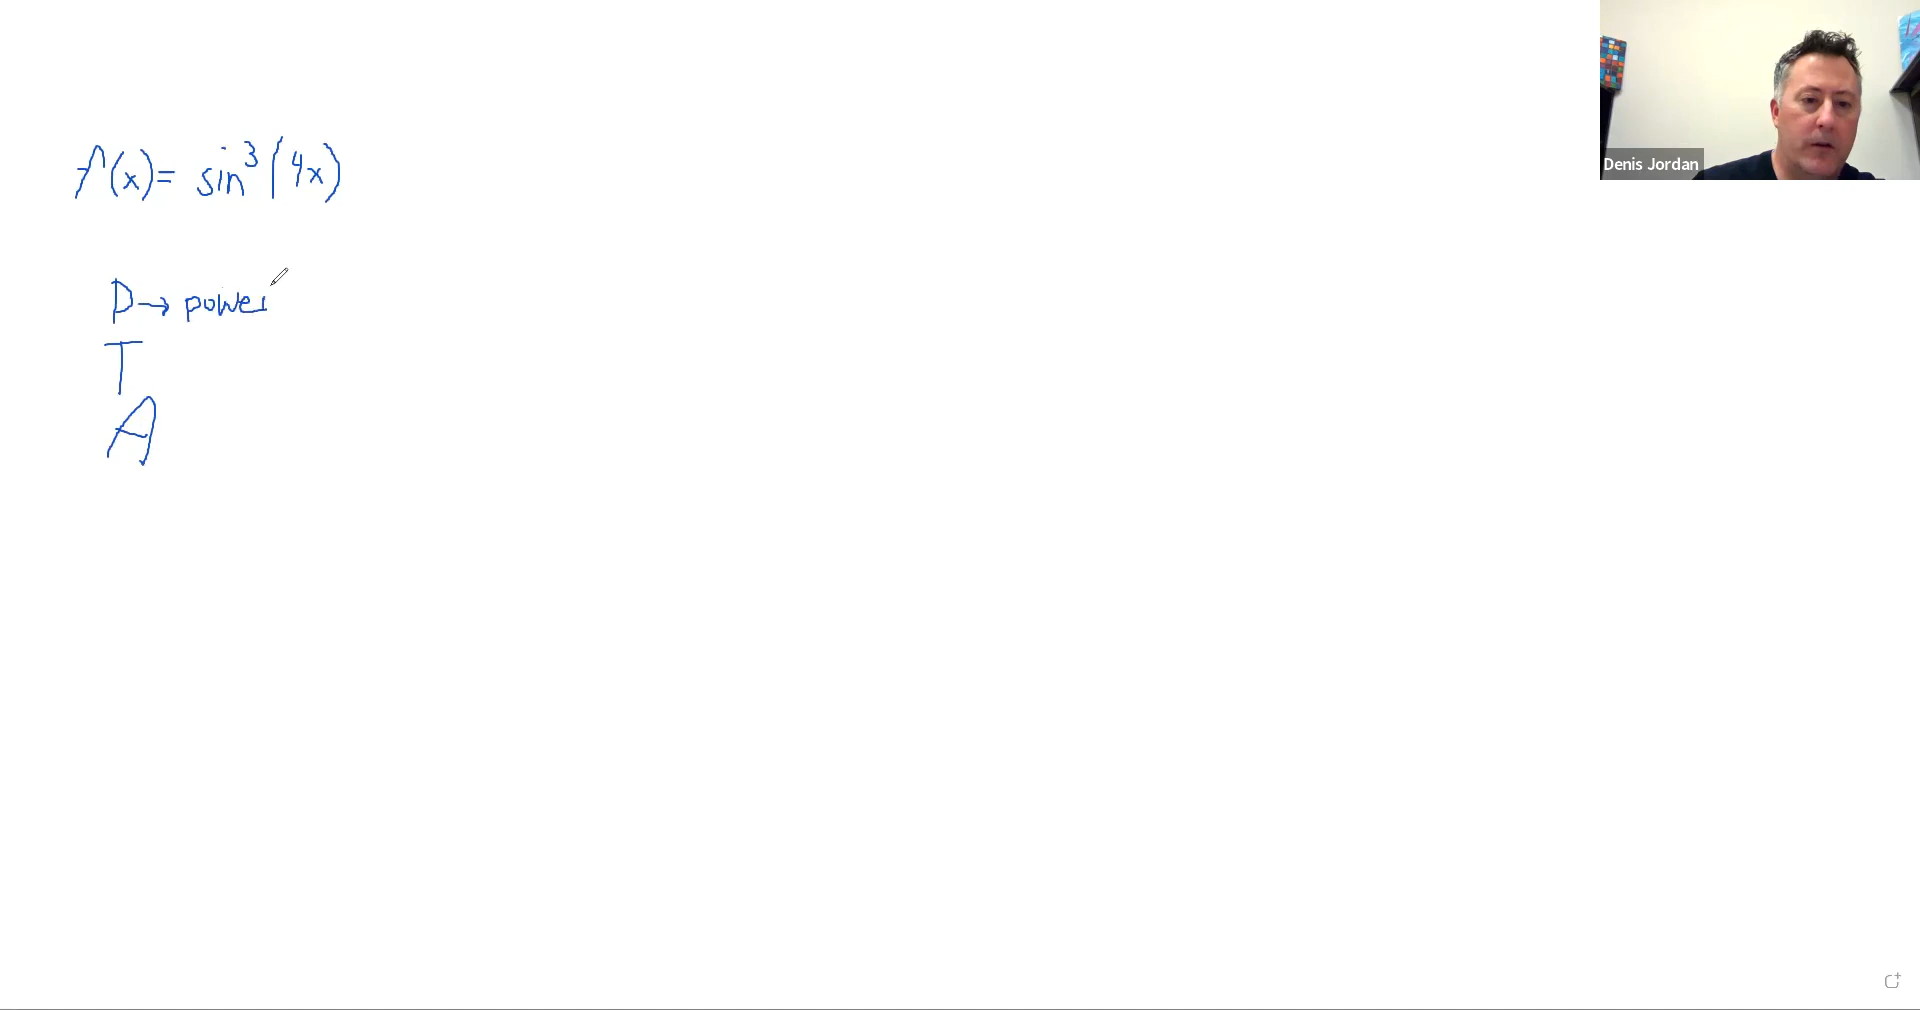 f(x)= sin³(4x)
P→ power
T
A
Denis Jordan